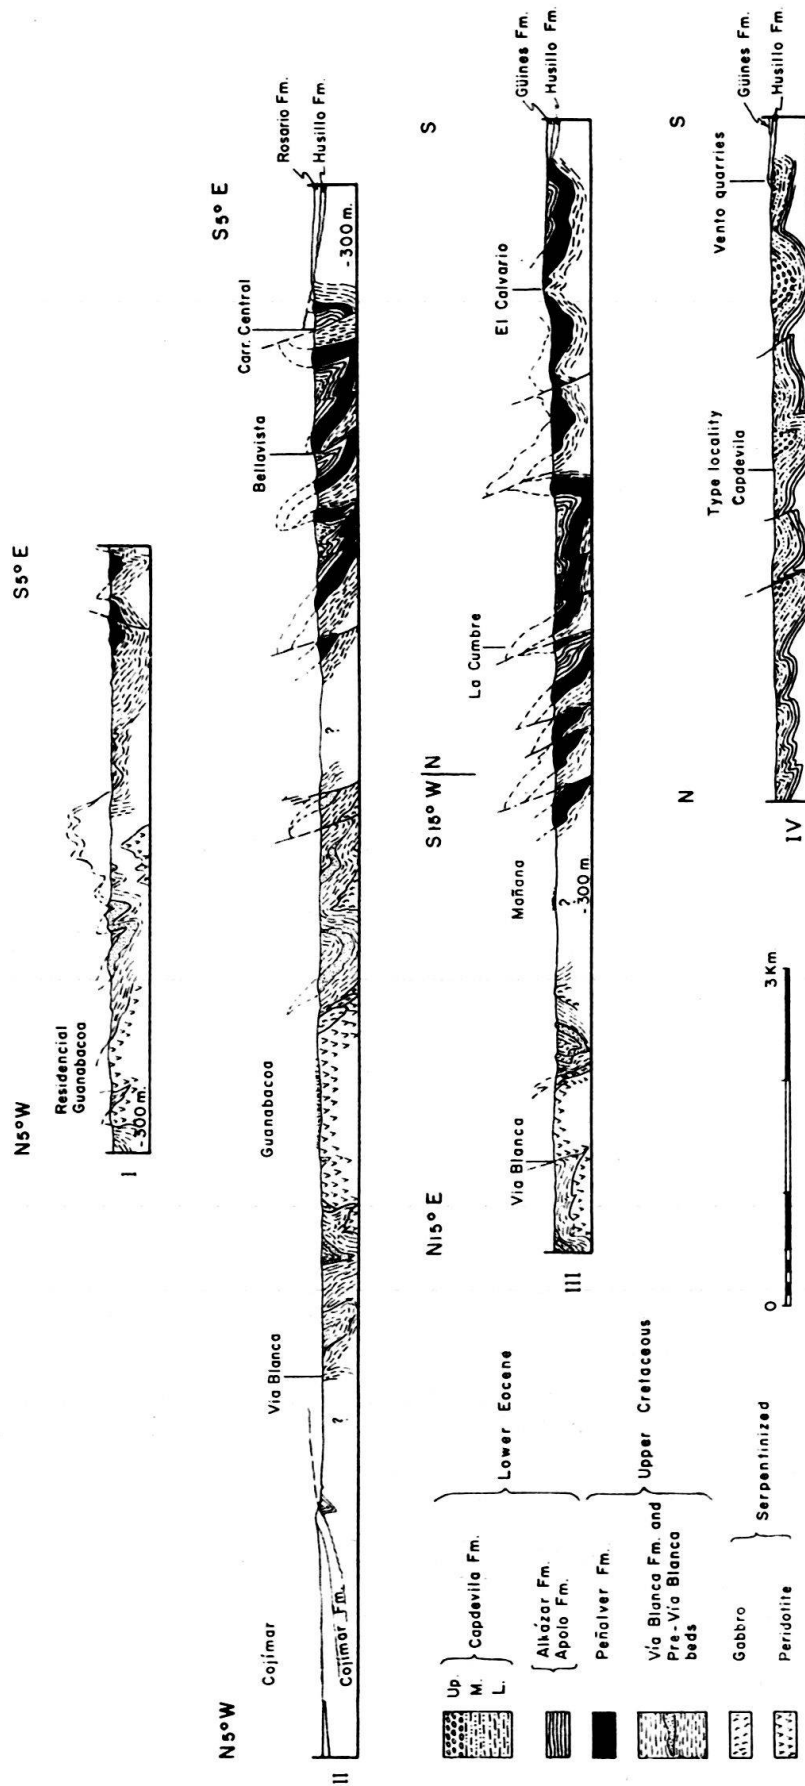 N5°W
S5°E
Residencial
Guanabacoa
-300 m.
I
N5°W
S5°E
Cojímar
Via Blanca
Guanabacoa
Bellavista
Carr. Central
Rosario Fm.
Husillo Fm.
Cojímar Fm.
?
?
-300 m.
II
N15°E
S15°W|N
S
Via Blanca
Mañana
La Cumbre
El Calvario
Güines Fm.
Husillo Fm.
?
-300 m.
III
N
S
Type locality
Capdevila
Vento quarries
Güines Fm.
Husillo Fm.
IV
Up.
M.
L.
Capdevila Fm.
Alkázar Fm.
Apolo Fm.
Lower Eocene
Peñalver Fm.
Vía Blanca Fm. and
Pre-Vía Blanca
beds
Upper Cretaceous
Gabbro
Peridotite
Serpentinized
0
3 Km